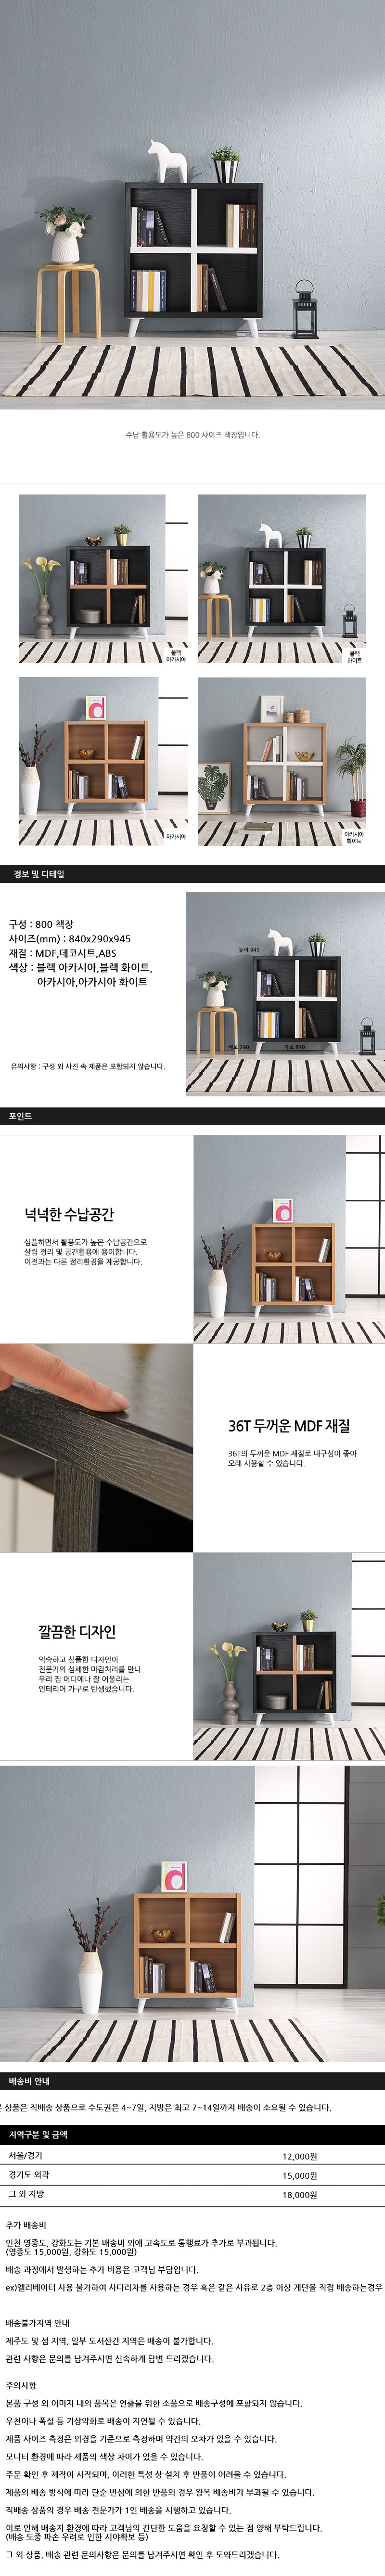 수납 활용도가 높은 800 사이즈 책장입니다.
블랙
아카시아
블랙
화이트
아카시아
아카시아
화이트
정보 및 디테일
구성 : 800 책장
사이즈(mm) : 840x290x945
재질 : MDF,데코시트,ABS
색상 : 블랙 아카시아,블랙 화이트,
아카시아,아카시아 화이트
유의사항 : 구성 외 사진 속 제품은 포함되지 않습니다.
높이 945
세로 290
가로 840
포인트
넉넉한 수납공간
심플하면서 활용도가 높은 수납공간으로
살림 정리 및 공간활용에 용이합니다.
이전과는 다른 정리환경을 제공합니다.
36T 두꺼운 MDF 재질
36T의 두꺼운 MDF 재질로 내구성이 좋아
오래 사용할 수 있습니다.
깔끔한 디자인
익숙하고 심플한 디자인이
전문가의 섬세한 마감처리를 만나
우리 집 어디에나 잘 어울리는
인테리어 가구로 탄생했습니다.
배송비 안내
상품은 직배송 상품으로 수도권은 4~7일, 지방은 최고 7~14일까지 배송이 소요될 수 있습니다.
지역구분 및 금액
서울/경기 12,000원
경기도 외곽 15,000원
그 외 지방 18,000원
추가 배송비
인천 영종도, 강화도는 기본 배송비 외에 고속도로 통행료가 추가로 부과됩니다.
(영종도 15,000원, 강화도 15,000원)
배송 과정에서 발생하는 추가 비용은 고객님 부담입니다.
ex)엘리베이터 사용 불가하여 사다리차를 사용하는 경우 혹은 같은 사유로 2층 이상 계단을 직접 배송하는경우
배송불가지역 안내
제주도 및 섬 지역, 일부 도서산간 지역은 배송이 불가합니다.
관련 사항은 문의를 남겨주시면 신속하게 답변 드리겠습니다.
주의사항
본품 구성 외 이미지 내의 품목은 연출을 위한 소품으로 배송구성에 포함되지 않습니다.
우천이나 폭설 등 기상악화로 배송이 지연될 수 있습니다.
제품 사이즈 측정은 외경을 기준으로 측정하며 약간의 오차가 있을 수 있습니다.
모니터 환경에 따라 제품의 색상 차이가 있을 수 있습니다.
주문 확인 후 제작이 시작되며, 이러한 특성 상 설치 후 반품이 어려울 수 있습니다.
제품의 배송 방식에 따라 단순 변심에 의한 반품의 경우 왕복 배송비가 부과될 수 있습니다.
직배송 상품의 경우 배송 전문가가 1인 배송을 시행하고 있습니다.
이로 인해 배송지 환경에 따라 고객님의 간단한 도움을 요청할 수 있는 점 양해 부탁드립니다.
(배송 도중 파손 우려로 인한 시야확보 등)
그 외 상품, 배송 관련 문의사항은 문의를 남겨주시면 확인 후 도와드리겠습니다.